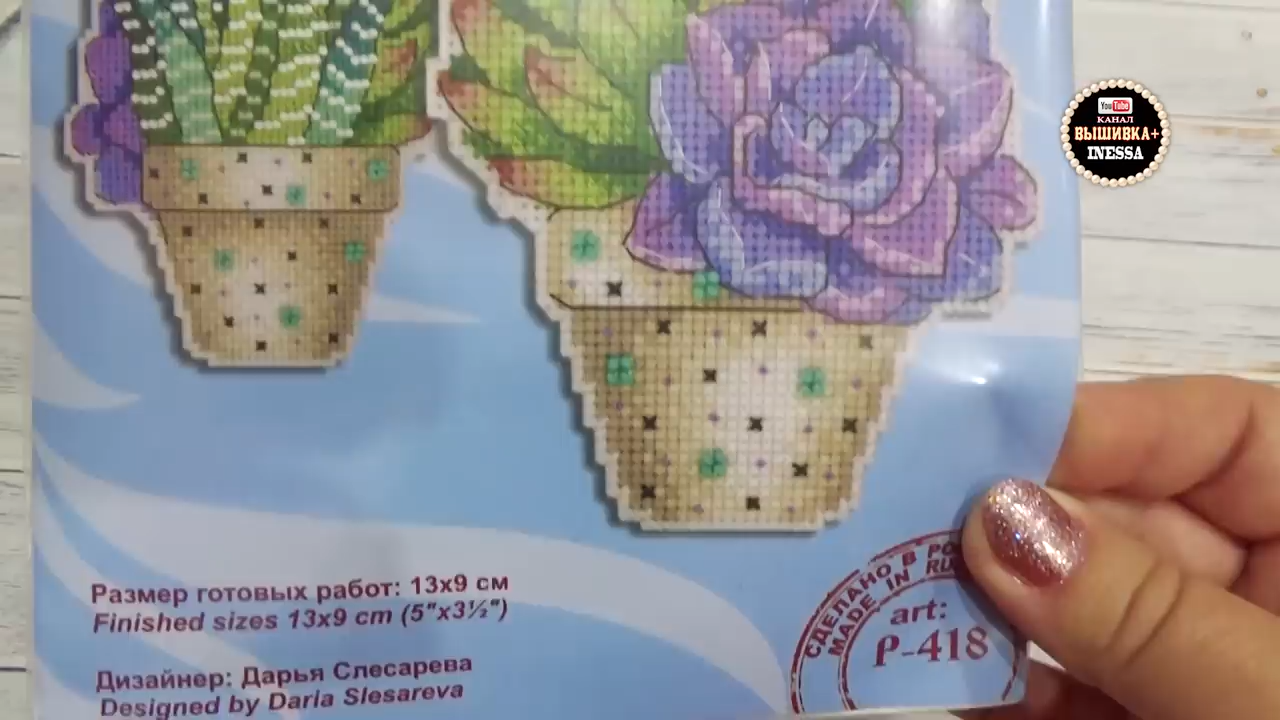 YouTube
КАНАЛ
ВЫШИВКА+
INESSA
Размер готовых работ: 13х9 см
Finished sizes 13x9 cm (5"x3½")
Дизайнер: Дарья Слесарева
Designed by Daria Slesareva
СДЕЛАНО В
MADE IN
art:
P-418